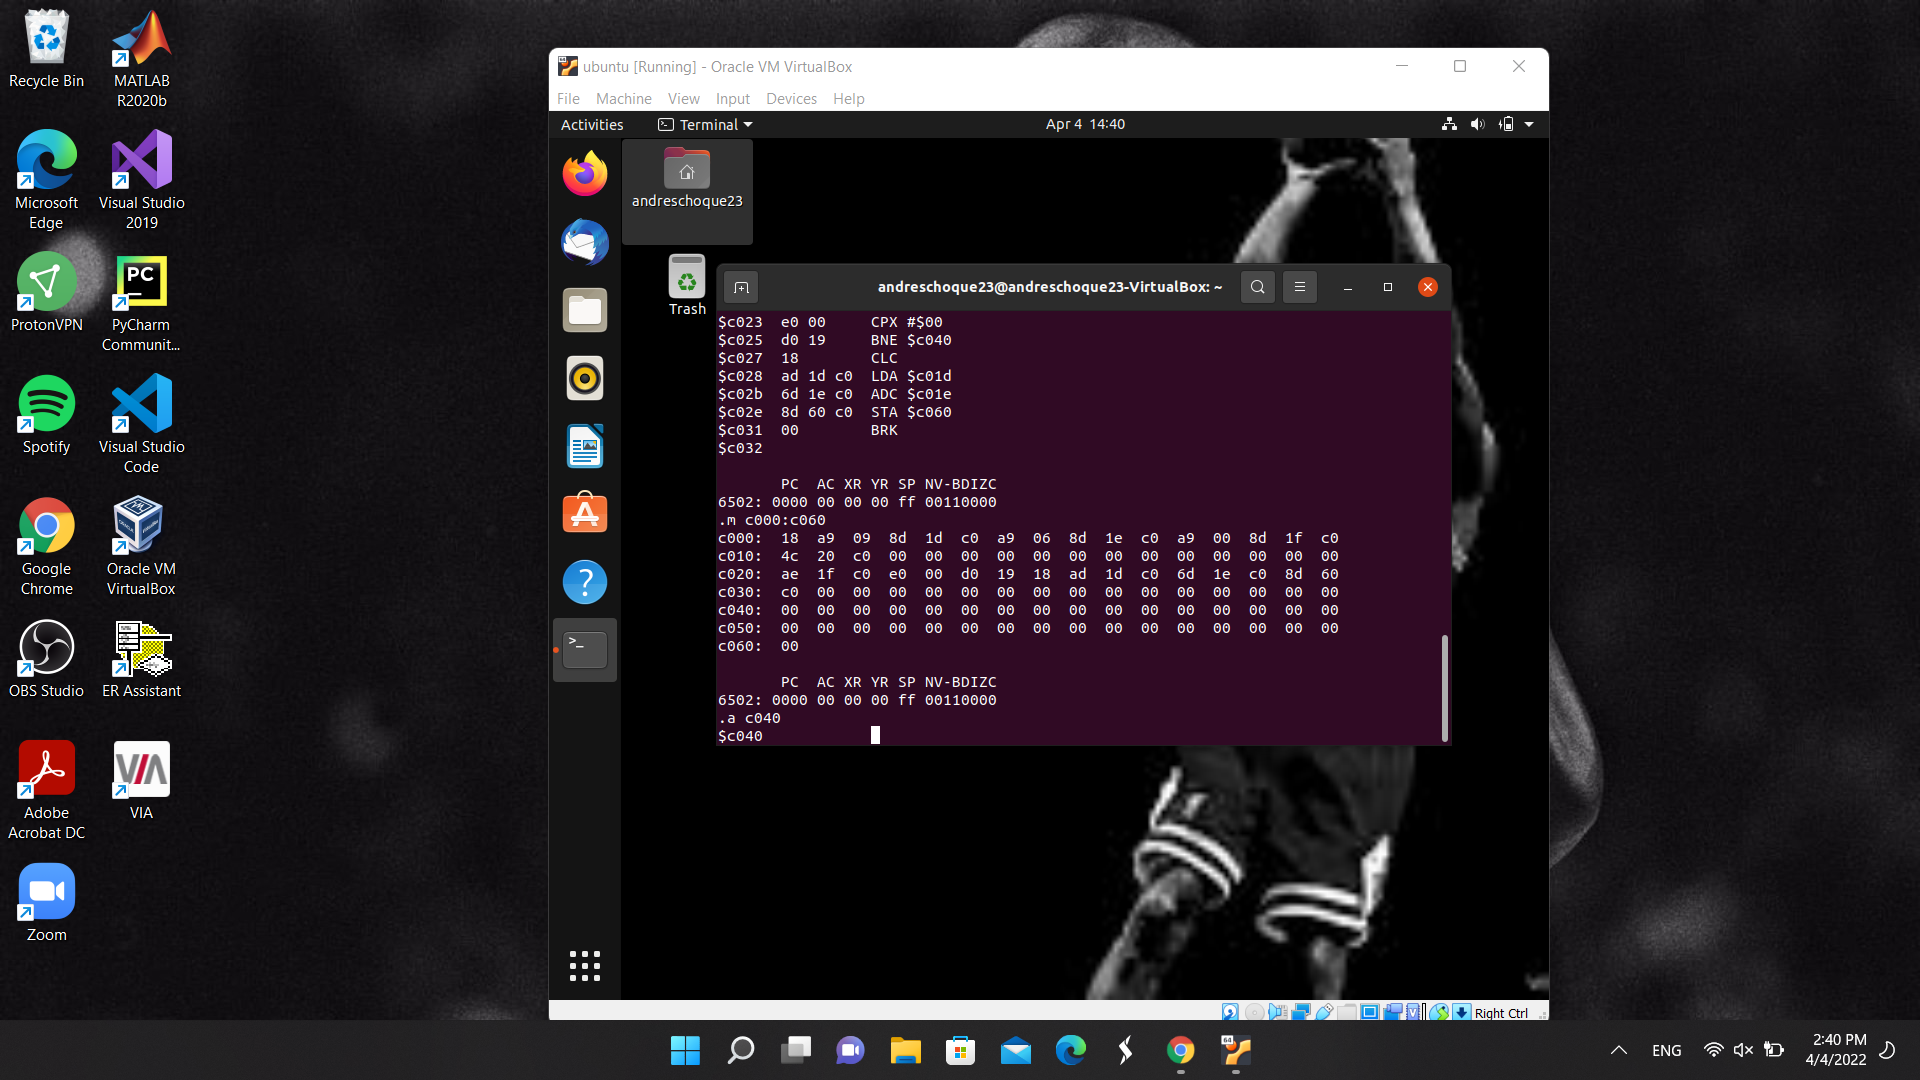 Recycle Bin
MATLAB
R2020b
Microsoft
Edge
Visual Studio
2019
ProtonVPN
PC
PyCharm
Communit...
Spotify
Visual Studio
Code
Google
Chrome
Oracle VM
VirtualBox
OBS Studio
ER Assistant
Adobe
Acrobat DC
VIA
VIA
Zoom
ubuntu [Running] - Oracle VM VirtualBox
File Machine View Input Devices Help
Activities Terminal Apr 4 14:40
andreschoque23
Trash
andreschoque23@andreschoque23-VirtualBox: ~
$c023 e0 00 CPX #$00
$c025 d0 19 BNE $c040
$c027 18 CLC
$c028 ad 1d c0 LDA $c01d
$c02b 6d 1e c0 ADC $c01e
$c02e 8d 60 c0 STA $c060
$c031 00 BRK
$c032
PC AC XR YR SP NV-BDIZC
6502: 0000 00 00 00 ff 00110000
.m c000:c060
c000: 18 a9 09 8d 1d c0 a9 06 8d 1e c0 a9 00 8d 1f c0
c010: 4c 20 c0 00 00 00 00 00 00 00 00 00 00 00 00 00
c020: ae 1f c0 e0 00 d0 19 18 ad 1d c0 6d 1e c0 8d 60
c030: c0 00 00 00 00 00 00 00 00 00 00 00 00 00 00 00
c040: 00 00 00 00 00 00 00 00 00 00 00 00 00 00 00 00
c050: 00 00 00 00 00 00 00 00 00 00 00 00 00 00 00 00
c060: 00
PC AC XR YR SP NV-BDIZC
6502: 0000 00 00 00 ff 00110000
.a c040
$c040
Right Ctrl
64
ENG
2:40 PM
4/4/2022